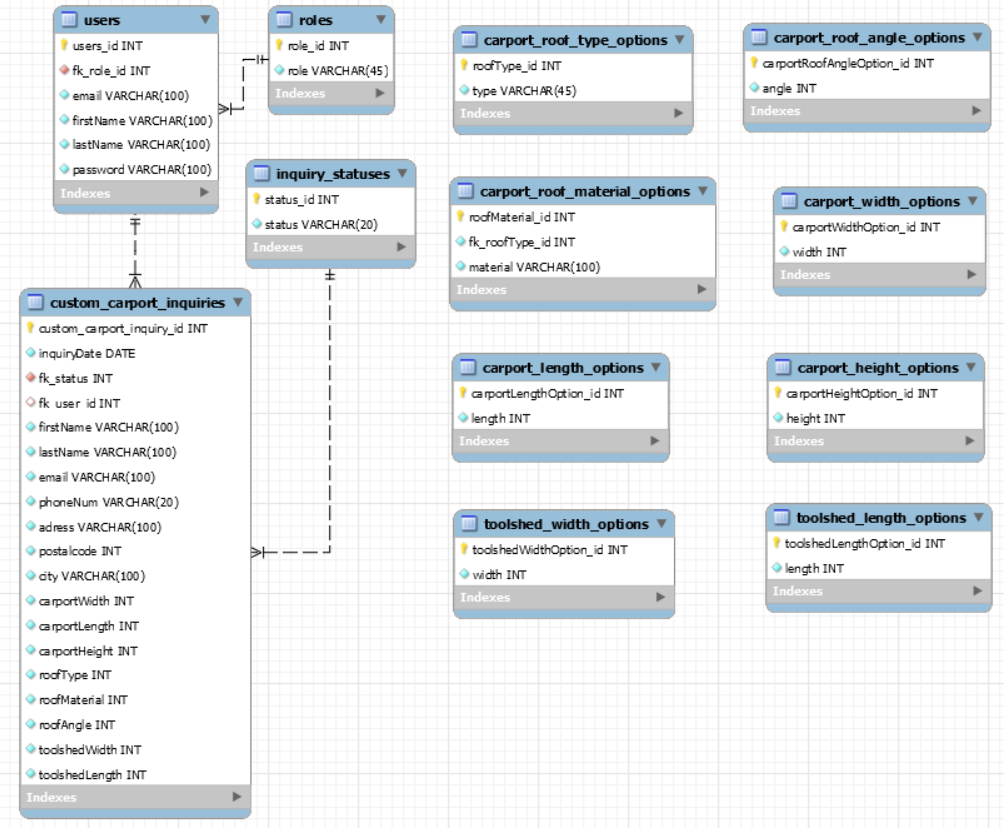 users
users_id INT
fk_role_id INT
email VARCHAR(100)
firstName VARCHAR(100)
lastName VARCHAR(100)
password VARCHAR(100)
Indexes
roles
role_id INT
role VARCHAR(45)
Indexes
inquiry_statuses
status_id INT
status VARCHAR(20)
Indexes
custom_carport_inquiries
custom_carport_inquiry_id INT
inquiryDate DATE
fk_status INT
fk_user_id INT
firstName VARCHAR(100)
lastName VARCHAR(100)
email VARCHAR(100)
phoneNum VARCHAR(20)
adress VARCHAR(100)
postalcode INT
city VARCHAR(100)
carportWidth INT
carportLength INT
carportHeight INT
roofType INT
roofMaterial INT
roofAngle INT
toolshedWidth INT
toolshedLength INT
Indexes
carport_roof_type_options
roofType_id INT
type VARCHAR(45)
Indexes
carport_roof_angle_options
carportRoofAngleOption_id INT
angle INT
Indexes
carport_roof_material_options
roofMaterial_id INT
fk_roofType_id INT
material VARCHAR(100)
Indexes
carport_width_options
carportWidthOption_id INT
width INT
Indexes
carport_length_options
carportLengthOption_id INT
length INT
Indexes
carport_height_options
carportHeightOption_id INT
height INT
Indexes
toolshed_width_options
toolshedWidthOption_id INT
width INT
Indexes
toolshed_length_options
toolshedLengthOption_id INT
length INT
Indexes